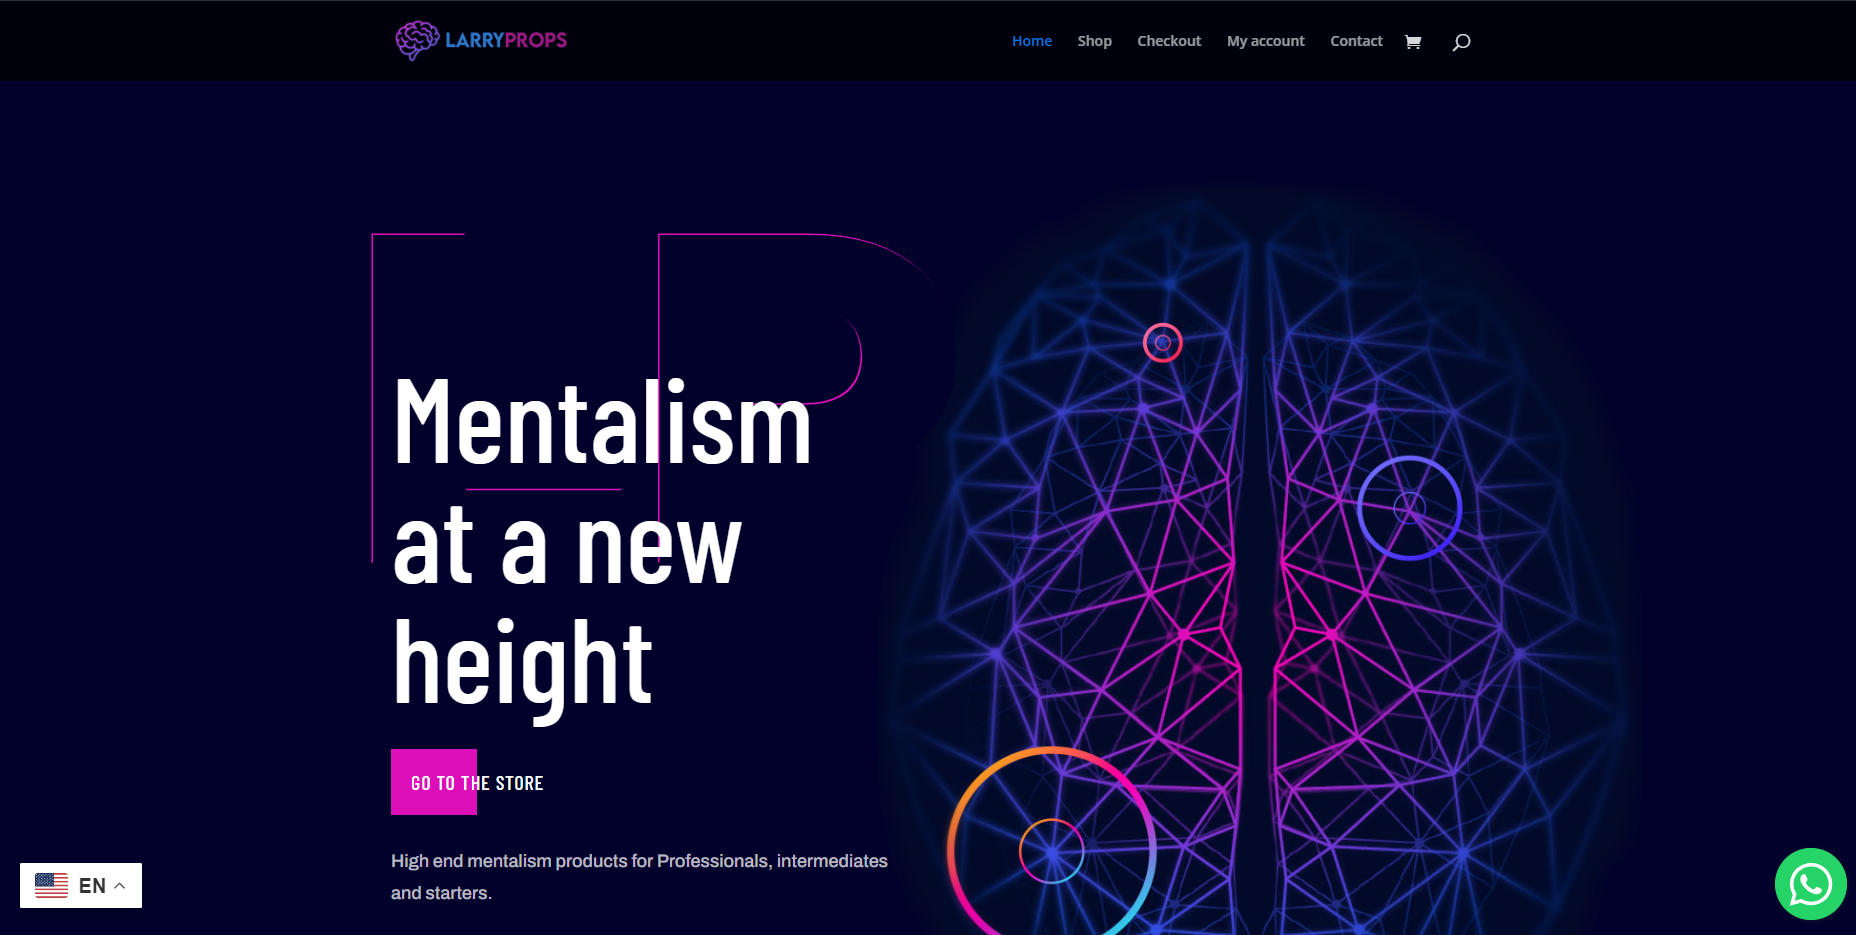 LARRYPROPS
Home Shop Checkout My account Contact
Mentalism
at a new
height
GO TO THE STORE
High end mentalism products for Professionals, intermediates
and starters.
EN